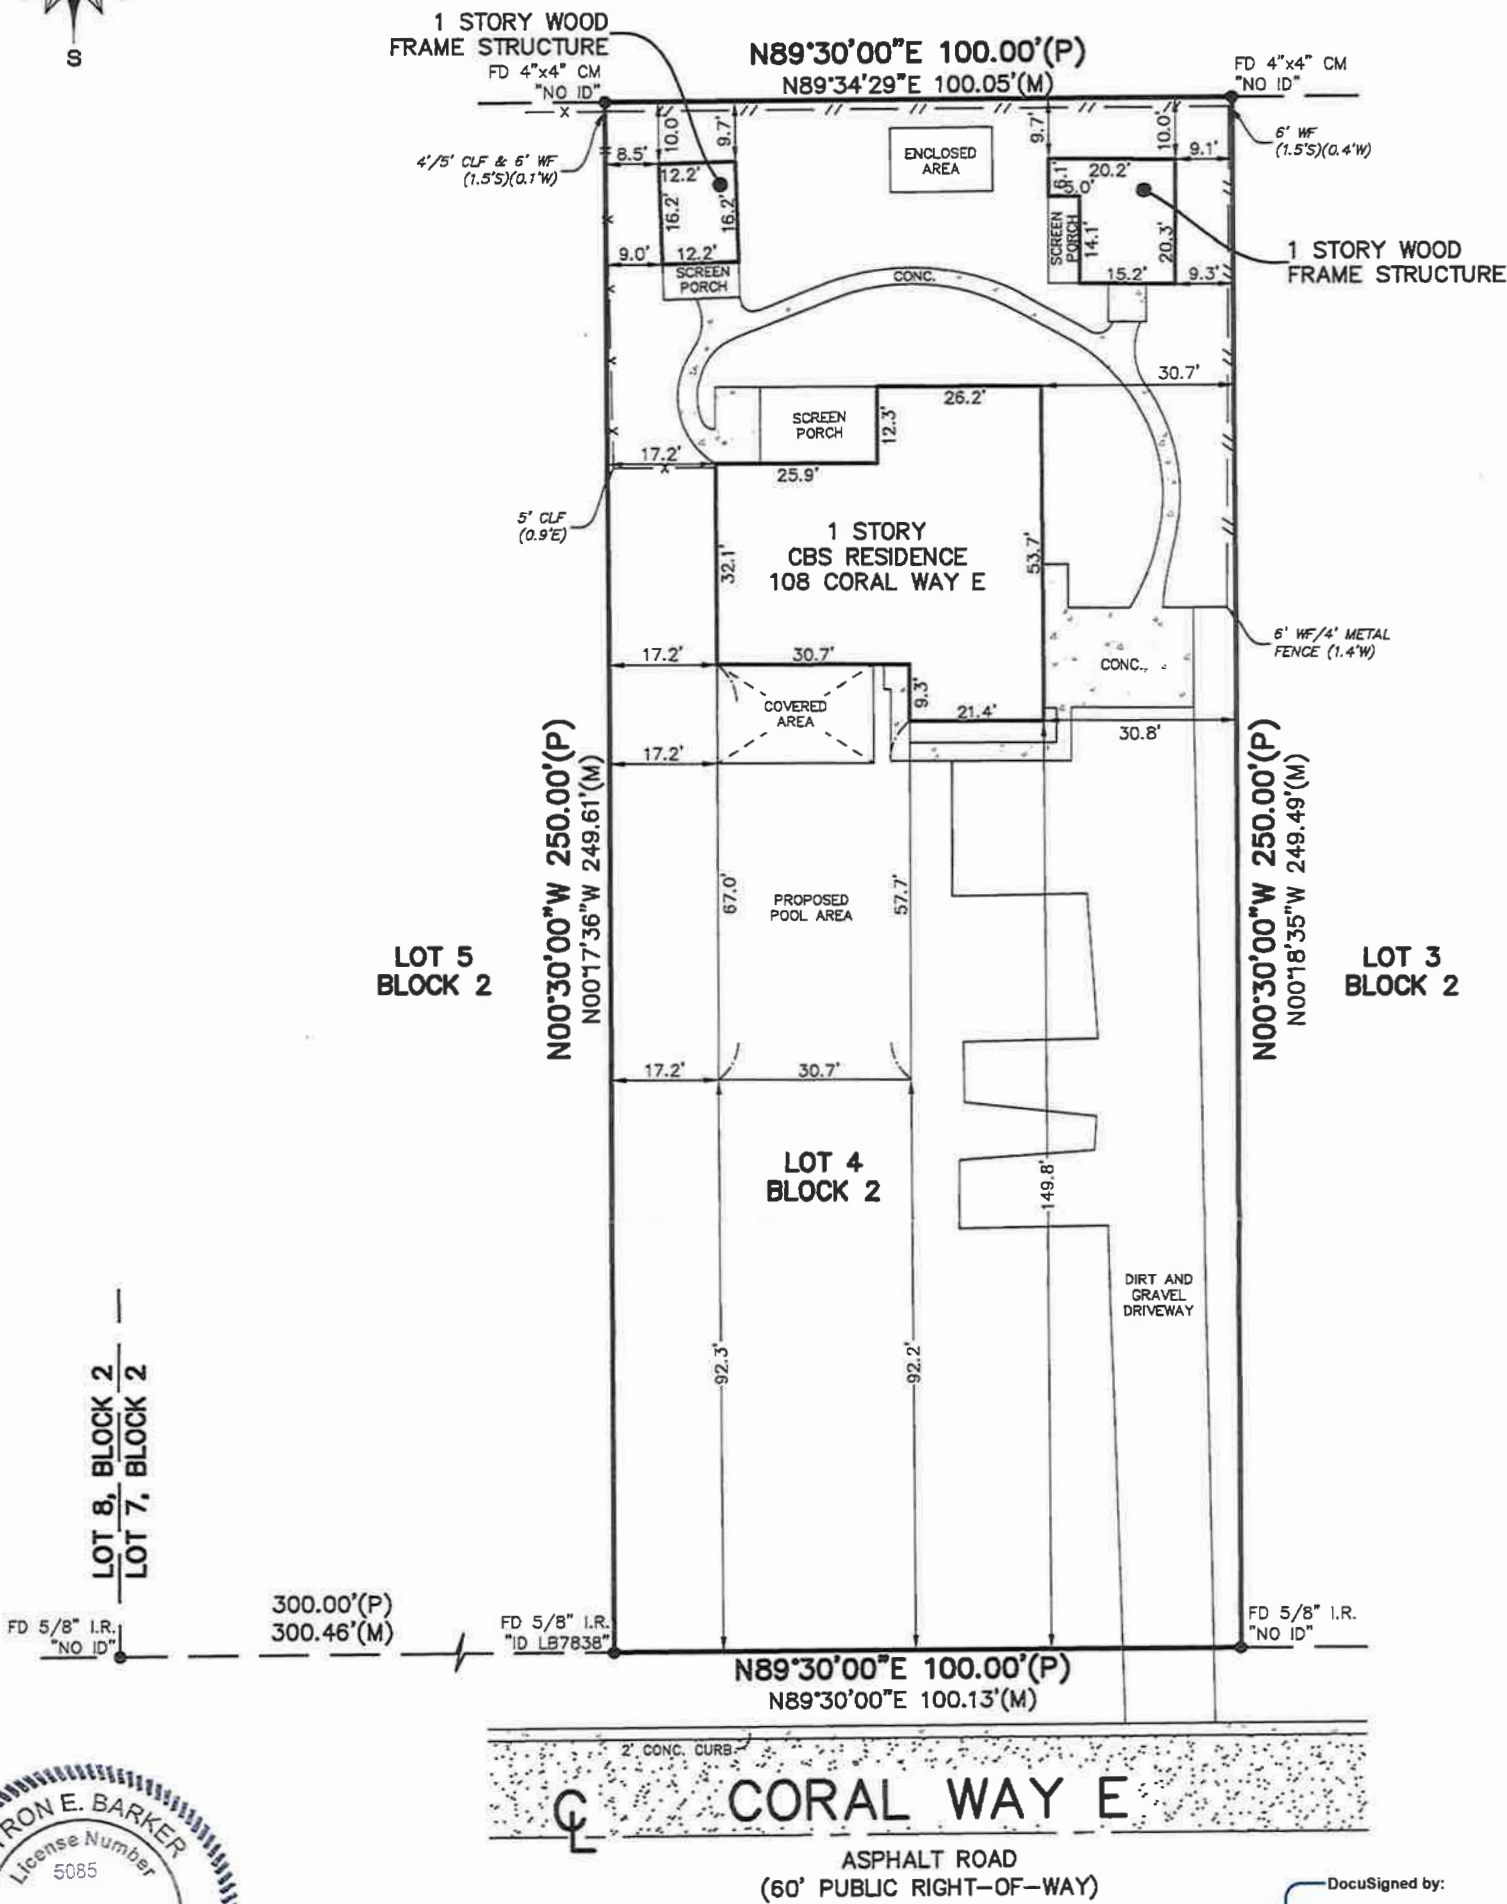 S
1 STORY WOOD
FRAME STRUCTURE
N89°30'00"E 100.00'(P)
N89°34'29"E 100.05'(M)
FD 4"x4" CM
"NO ID"
FD 4"x4" CM
"NO ID"
4'/5' CLF & 6' WF
(1.5'S)(0.1'W)
6' WF
(1.5'S)(0.4'W)
8.5'
10.0'
9.7'
12.2'
16.2'
16.2'
9.0'
12.2'
SCREEN
PORCH
ENCLOSED
AREA
9.7'
10.0'
9.1'
20.2'
6.1'
5.0'
SCREEN
PORCH
14.1'
20.3'
15.2'
9.3'
1 STORY WOOD
FRAME STRUCTURE
CONC.
30.7'
26.2'
SCREEN
PORCH
12.3'
17.2'
25.9'
5' CLF
(0.9'E)
1 STORY
CBS RESIDENCE
108 CORAL WAY E
32.1'
53.7'
6' WF/4' METAL
FENCE (1.4'W)
CONC.
17.2'
30.7'
COVERED
AREA
9.3'
21.4'
30.8'
17.2'
N00°30'00"W 250.00'(P)
N00°17'36"W 249.61'(M)
N00°30'00"W 250.00'(P)
N00°18'35"W 249.49'(M)
67.0'
PROPOSED
POOL AREA
57.7'
LOT 5
BLOCK 2
LOT 3
BLOCK 2
17.2'
30.7'
LOT 4
BLOCK 2
149.8'
DIRT AND
GRAVEL
DRIVEWAY
92.3'
92.2'
LOT 8, BLOCK 2
LOT 7, BLOCK 2
300.00'(P)
300.46'(M)
FD 5/8" I.R.
"NO ID"
FD 5/8" I.R.
"ID LB7838"
FD 5/8" I.R.
"NO ID"
N89°30'00"E 100.00'(P)
N89°30'00"E 100.13'(M)
2' CONC. CURB
CL
CORAL WAY E
ASPHALT ROAD
(60' PUBLIC RIGHT-OF-WAY)
RON E. BARKER
License Number
5085
DocuSigned by: